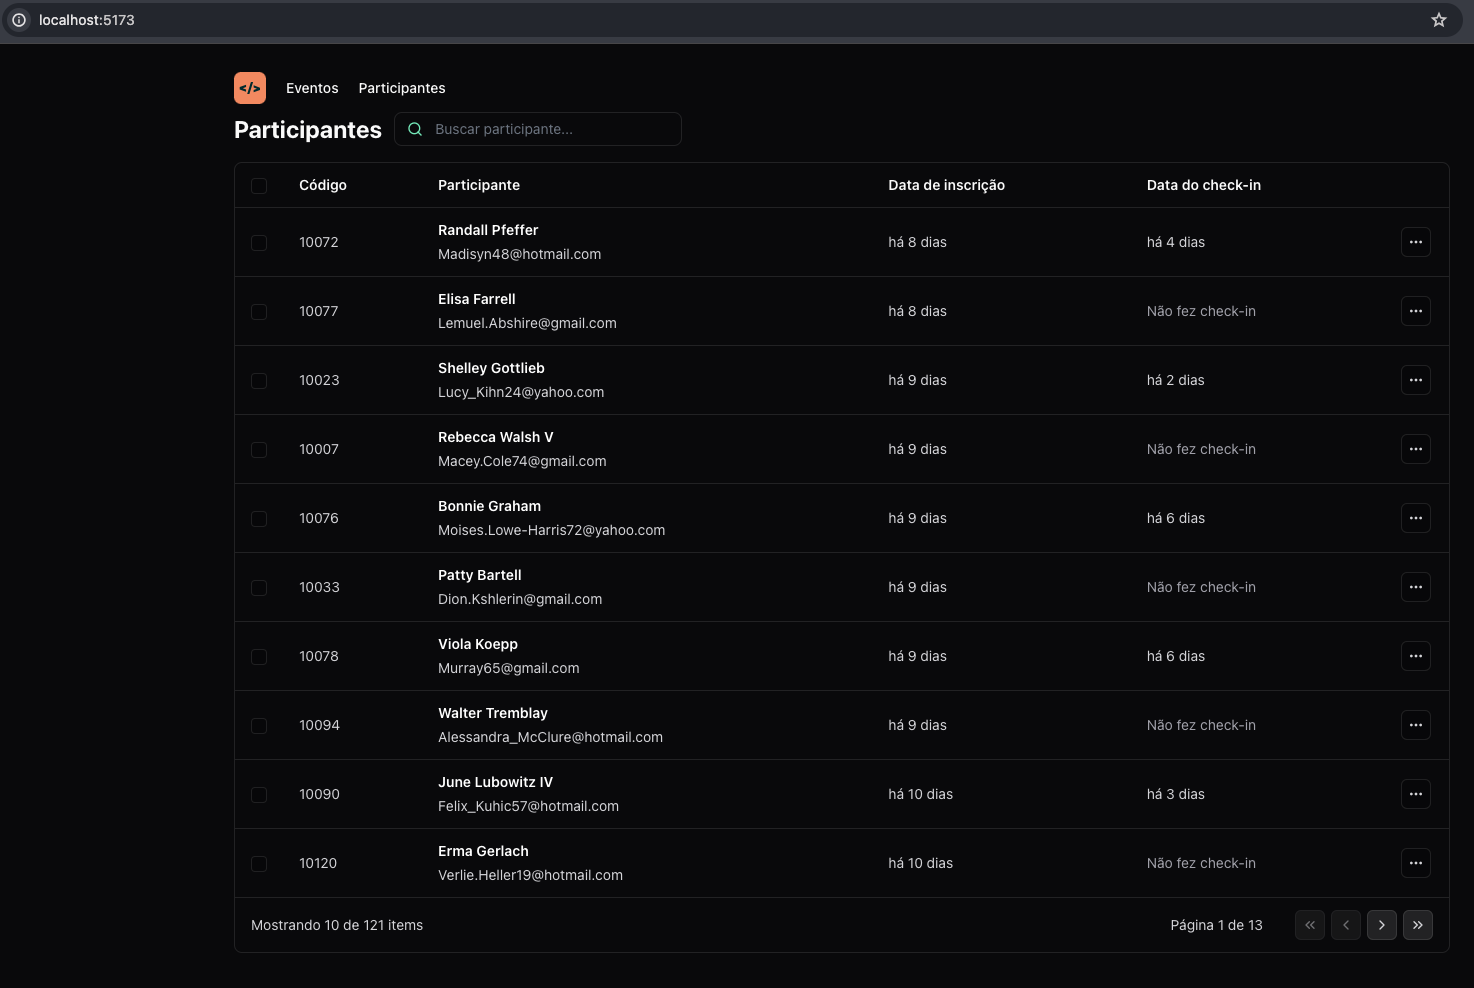 localhost:5173
</> Eventos Participantes
Participantes Buscar participante...
Código Participante Data de inscrição Data do check-in
10072 Randall Pfeffer há 8 dias há 4 dias
Madisyn48@hotmail.com
10077 Elisa Farrell há 8 dias Não fez check-in
Lemuel.Abshire@gmail.com
10023 Shelley Gottlieb há 9 dias há 2 dias
Lucy_Kihn24@yahoo.com
10007 Rebecca Walsh V há 9 dias Não fez check-in
Macey.Cole74@gmail.com
10076 Bonnie Graham há 9 dias há 6 dias
Moises.Lowe-Harris72@yahoo.com
10033 Patty Bartell há 9 dias Não fez check-in
Dion.Kshlerin@gmail.com
10078 Viola Koepp há 9 dias há 6 dias
Murray65@gmail.com
10094 Walter Tremblay há 9 dias Não fez check-in
Alessandra_McClure@hotmail.com
10090 June Lubowitz IV há 10 dias há 3 dias
Felix_Kuhic57@hotmail.com
10120 Erma Gerlach há 10 dias Não fez check-in
Verlie.Heller19@hotmail.com
Mostrando 10 de 121 items Página 1 de 13